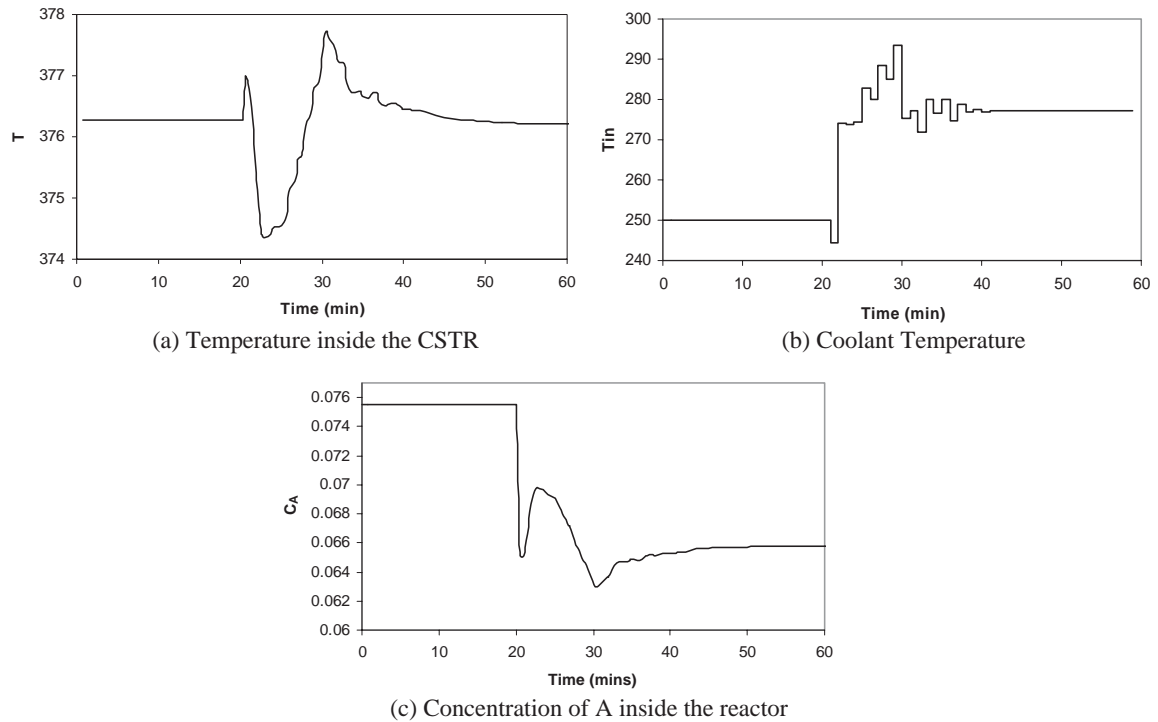 378
377
376
375
374
T
0 10 20 30 40 50 60
Time (min)
(a) Temperature inside the CSTR
300
290
280
270
260
250
240
Tin
0 10 20 30 40 50 60
Time (min)
(b) Coolant Temperature
0.076
0.074
0.072
0.07
0.068
0.066
0.064
0.062
0.06
CA
0 10 20 30 40 50 60
Time (mins)
(c) Concentration of A inside the reactor